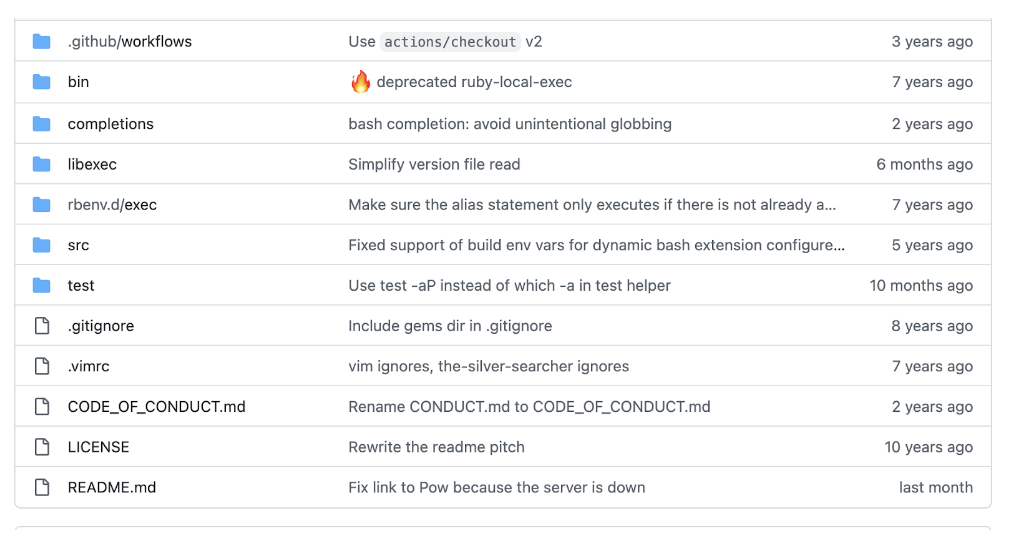 .github/workflows Use actions/checkout v2 3 years ago
bin 🔥 deprecated ruby-local-exec 7 years ago
completions bash completion: avoid unintentional globbing 2 years ago
libexec Simplify version file read 6 months ago
rbenv.d/exec Make sure the alias statement only executes if there is not already a... 7 years ago
src Fixed support of build env vars for dynamic bash extension configure... 5 years ago
test Use test -aP instead of which -a in test helper 10 months ago
.gitignore Include gems dir in .gitignore 8 years ago
.vimrc vim ignores, the-silver-searcher ignores 7 years ago
CODE_OF_CONDUCT.md Rename CONDUCT.md to CODE_OF_CONDUCT.md 2 years ago
LICENSE Rewrite the readme pitch 10 years ago
README.md Fix link to Pow because the server is down last month